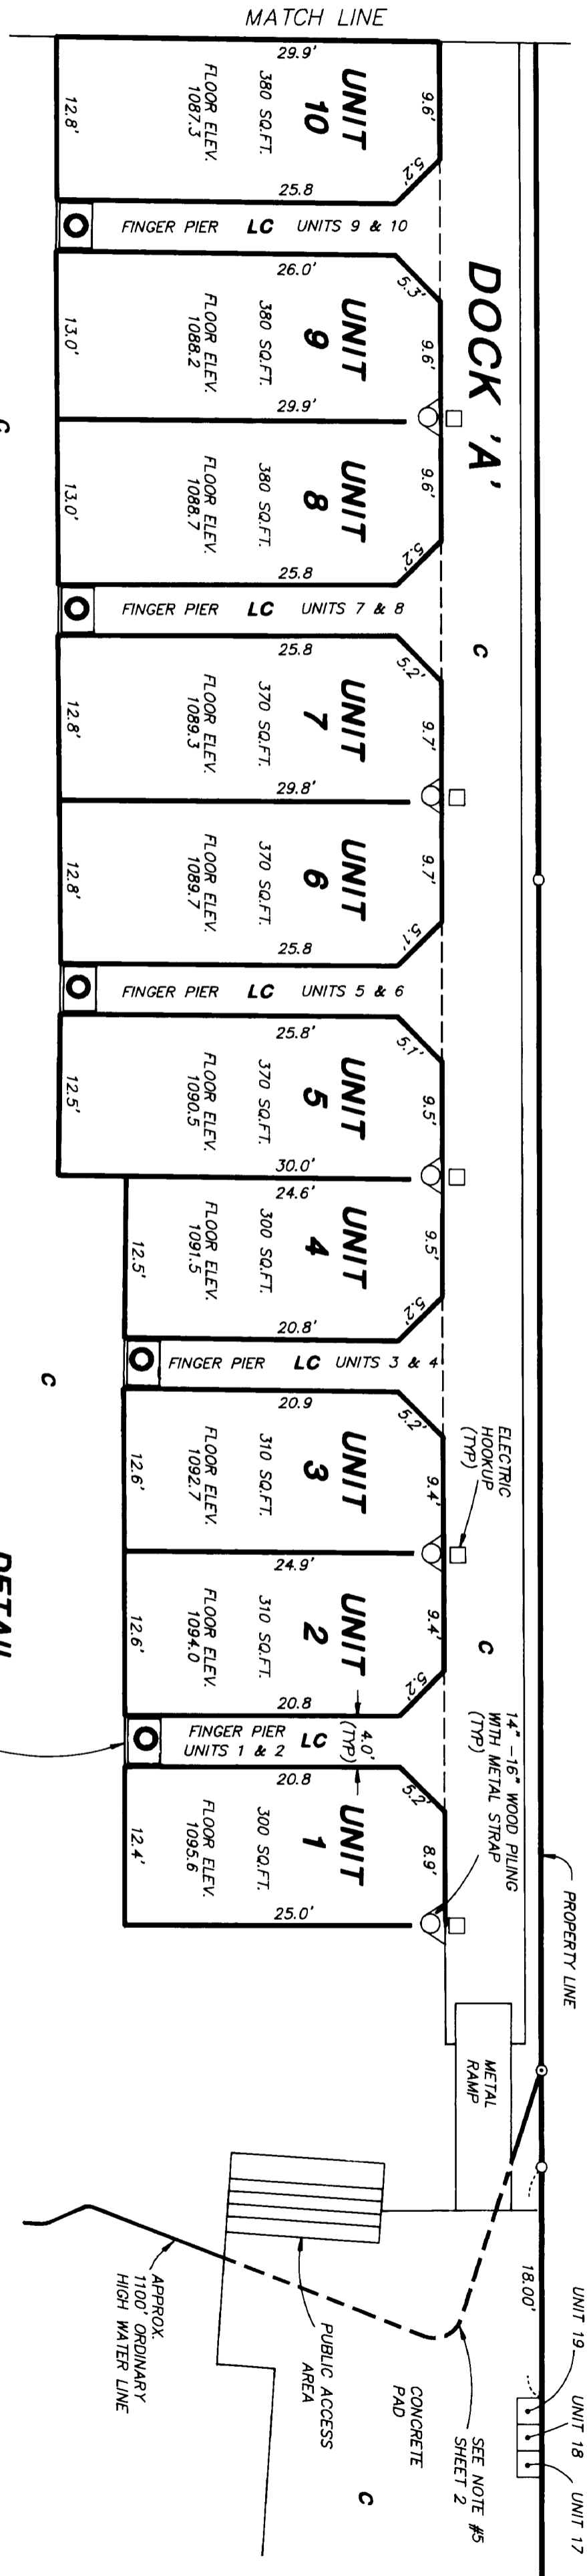 MATCH LINE
DOCK 'A'
29.9'
UNIT
10
380 SQ.FT.
FLOOR ELEV.
1087.3
12.8'
9.6'
5.2'
25.8
FINGER PIER LC UNITS 9 & 10
26.0'
5.3'
9.6'
UNIT
9
380 SQ.FT.
FLOOR ELEV.
1088.2
13.0'
29.9'
UNIT
8
380 SQ.FT.
FLOOR ELEV.
1088.7
13.0'
9.6'
5.2'
25.8
FINGER PIER LC UNITS 7 & 8
C
25.8
5.2'
9.7'
UNIT
7
370 SQ.FT.
FLOOR ELEV.
1089.3
12.8'
29.8'
UNIT
6
370 SQ.FT.
FLOOR ELEV.
1089.7
12.8'
9.7'
5.1'
25.8
FINGER PIER LC UNITS 5 & 6
25.8'
5.1'
9.5'
UNIT
5
370 SQ.FT.
FLOOR ELEV.
1090.5
12.5'
30.0'
24.6'
UNIT
4
300 SQ.FT.
FLOOR ELEV.
1091.5
12.5'
9.5'
5.2'
20.8'
FINGER PIER LC UNITS 3 & 4
C
20.9
5.2'
9.4'
UNIT
3
310 SQ.FT.
FLOOR ELEV.
1092.7
12.6'
ELECTRIC
HOOKUP
(TYP)
24.9'
UNIT
2
310 SQ.FT.
FLOOR ELEV.
1094.0
12.6'
9.4'
5.2'
C
20.8
FINGER PIER LC
UNITS 1 & 2
4.0'
(TYP)
DETAIL
20.8
5.2'
8.9'
UNIT
1
300 SQ.FT.
FLOOR ELEV.
1095.6
12.4'
25.0'
14" -16" WOOD PILING
WITH METAL STRAP
(TYP)
PROPERTY LINE
METAL
RAMP
18.00'
UNIT 19
UNIT 18
UNIT 17
APPROX.
1100' ORDINARY
HIGH WATER LINE
PUBLIC ACCESS
AREA
CONCRETE
PAD
SEE NOTE #5
SHEET 2
C